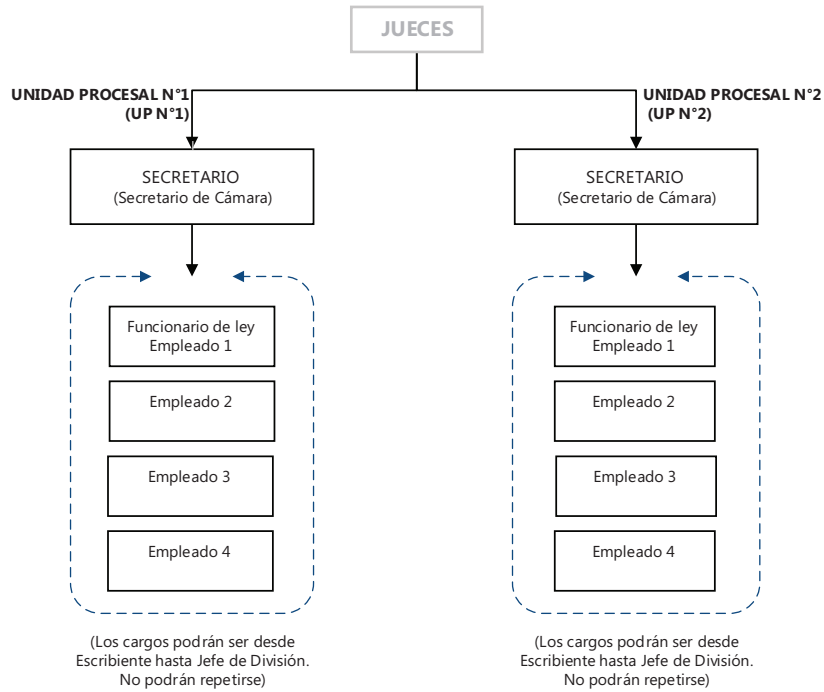 JUECES
UNIDAD PROCESAL N°1
(UP N°1)
SECRETARIO
(Secretario de Cámara)
Funcionario de ley
Empleado 1
Empleado 2
Empleado 3
Empleado 4
(Los cargos podrán ser desde
Escribiente hasta Jefe de División.
No podrán repetirse)
UNIDAD PROCESAL N°2
(UP N°2)
SECRETARIO
(Secretario de Cámara)
Funcionario de ley
Empleado 1
Empleado 2
Empleado 3
Empleado 4
(Los cargos podrán ser desde
Escribiente hasta Jefe de División.
No podrán repetirse)